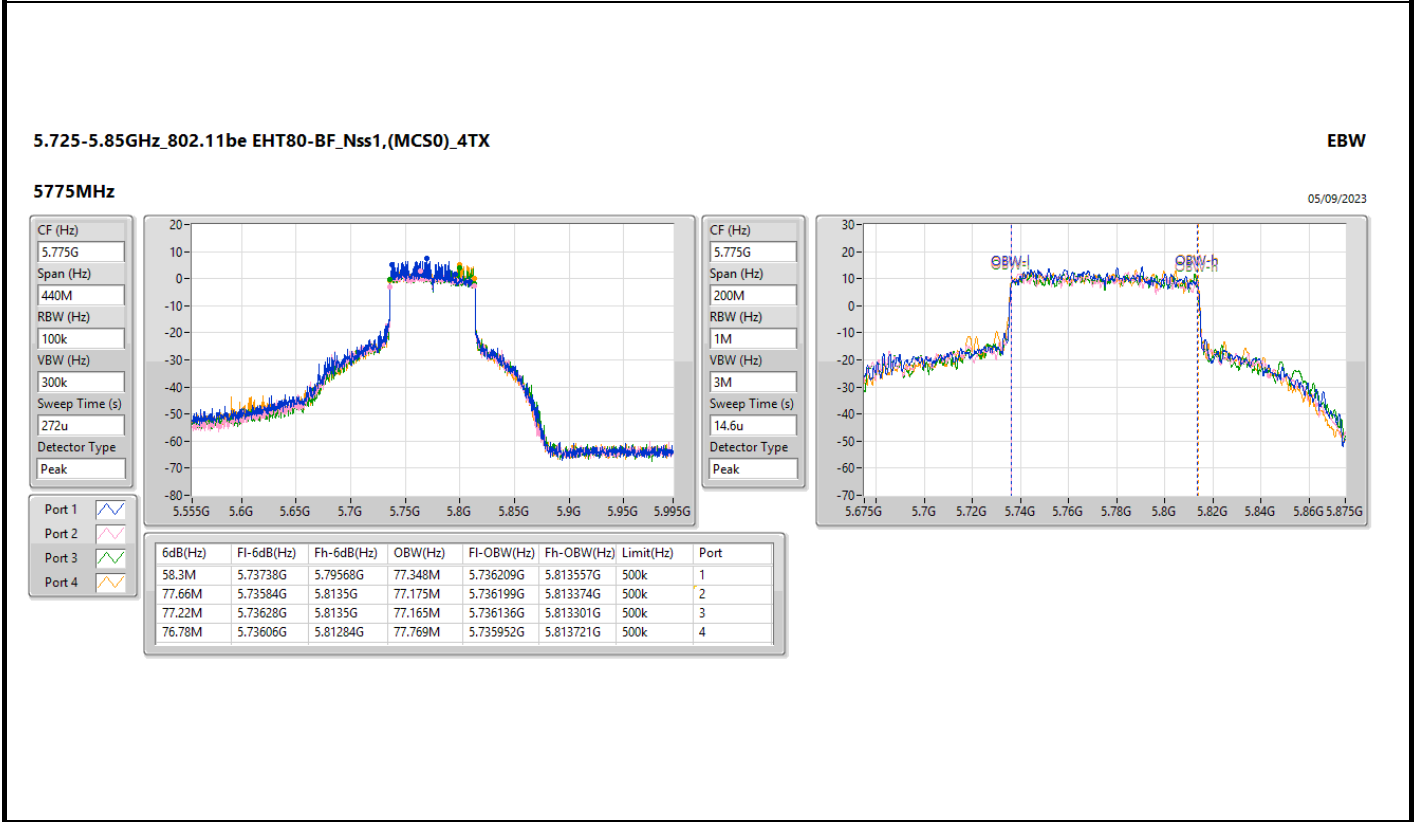 5.725-5.85GHz_802.11be EHT80-BF_Nss1,(MCS0)_4TX
EBW
5775MHz
05/09/2023
CF (Hz)
5.775G
Span (Hz)
440M
RBW (Hz)
100k
VBW (Hz)
300k
Sweep Time (s)
272u
Detector Type
Peak
20
10
0
-10
-20
-30
-40
-50
-60
-70
-80
5.555G 5.6G 5.65G 5.7G 5.75G 5.8G 5.85G 5.9G 5.95G 5.995G
CF (Hz)
5.775G
Span (Hz)
200M
RBW (Hz)
1M
VBW (Hz)
3M
Sweep Time (s)
14.6u
Detector Type
Peak
30
20
10
0
-10
-20
-30
-40
-50
-60
-70
OBW-l OBW-h
5.675G 5.7G 5.72G 5.74G 5.76G 5.78G 5.8G 5.82G 5.84G 5.86G 5.875G
Port 1
Port 2
Port 3
Port 4
6dB(Hz) Fl-6dB(Hz) Fh-6dB(Hz) OBW(Hz) Fl-OBW(Hz) Fh-OBW(Hz) Limit(Hz) Port
58.3M 5.73738G 5.79568G 77.348M 5.736209G 5.813557G 500k 1
77.66M 5.73584G 5.8135G 77.175M 5.736199G 5.813374G 500k 2
77.22M 5.73628G 5.8135G 77.165M 5.736136G 5.813301G 500k 3
76.78M 5.73606G 5.81284G 77.769M 5.735952G 5.813721G 500k 4